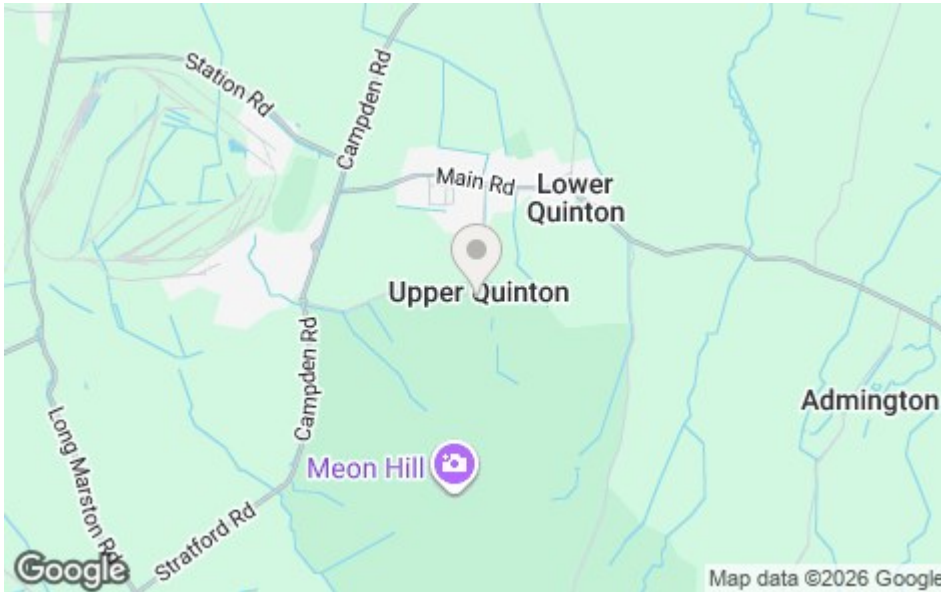 Station Rd
Campden Rd
Main Rd
Lower
Quinton
Upper Quinton
Campden Rd
Admington
Long Marston Rd
Meon Hill
Stratford Rd
Google
Map data ©2026 Google